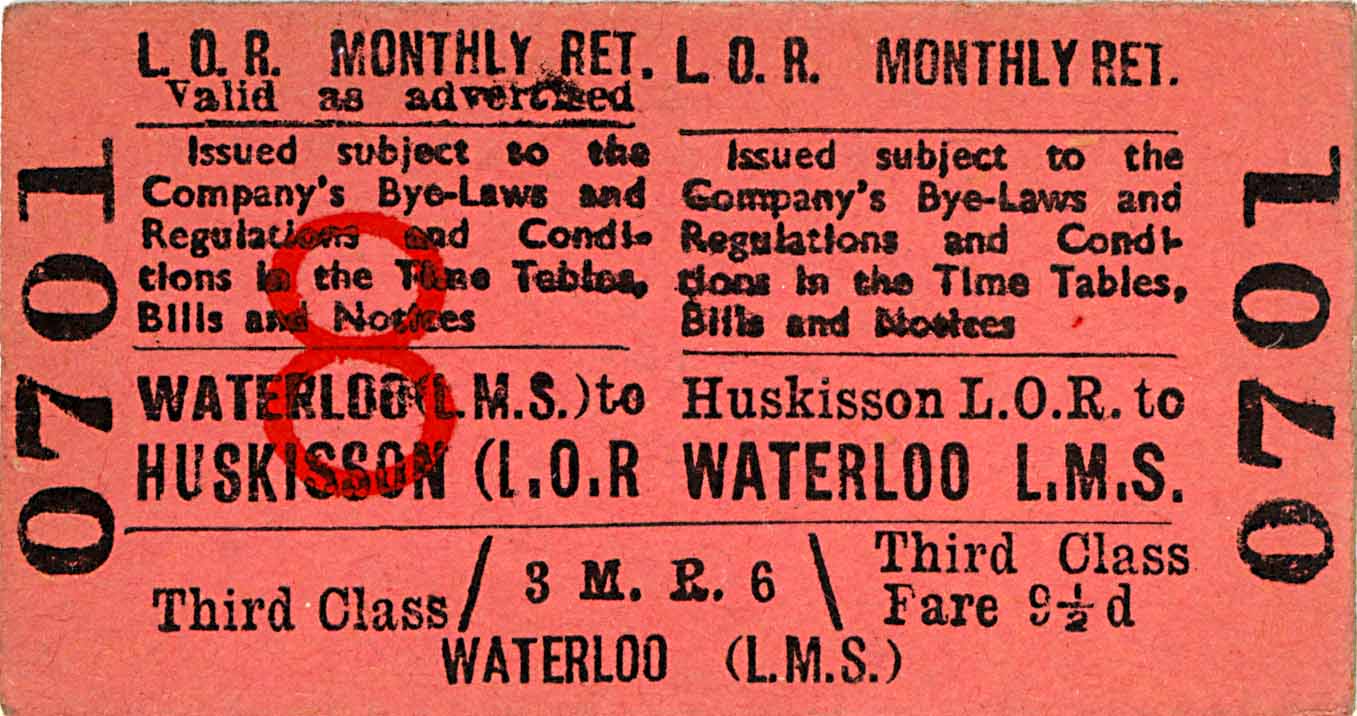 L. O. R. MONTHLY RET.
Valid as advertised
Issued subject to the
Company's Bye-Laws and
Regulations and Condi-
tions in the Time Tables,
Bills and Notices
WATERLOO (L.M.S.) to
HUSKISSON (L.O.R
Third Class
L. O. R. MONTHLY RET.
Issued subject to the
Company's Bye-Laws and
Regulations and Condi-
tions in the Time Tables,
Bills and Notices
Huskisson L.O.R. to
WATERLOO L.M.S.
Third Class
Fare 9½d
3 M. R. 6
WATERLOO (L.M.S.)
0701
0701
8